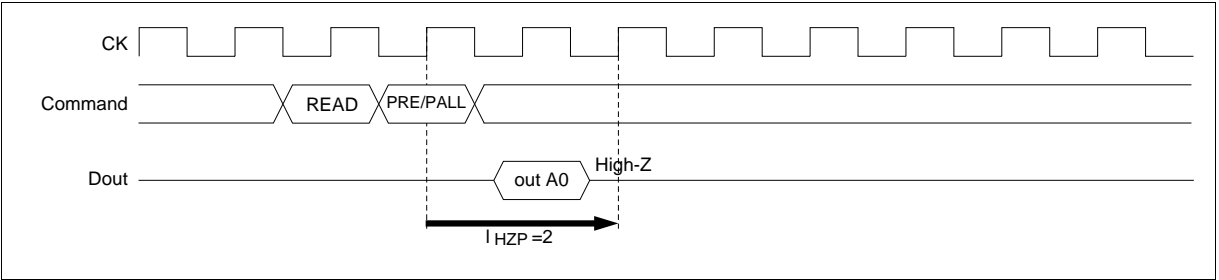 CK
Command READ PRE/PALL
High-Z
Dout out A0
l HZP =2